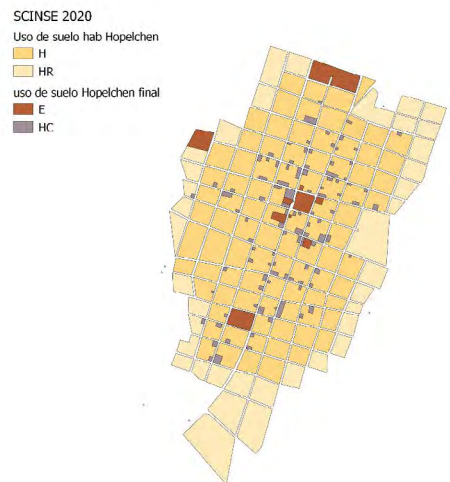 SCINSE 2020
Uso de suelo hab Hopelchen
H
HR
uso de suelo Hopelchen final
E
HC